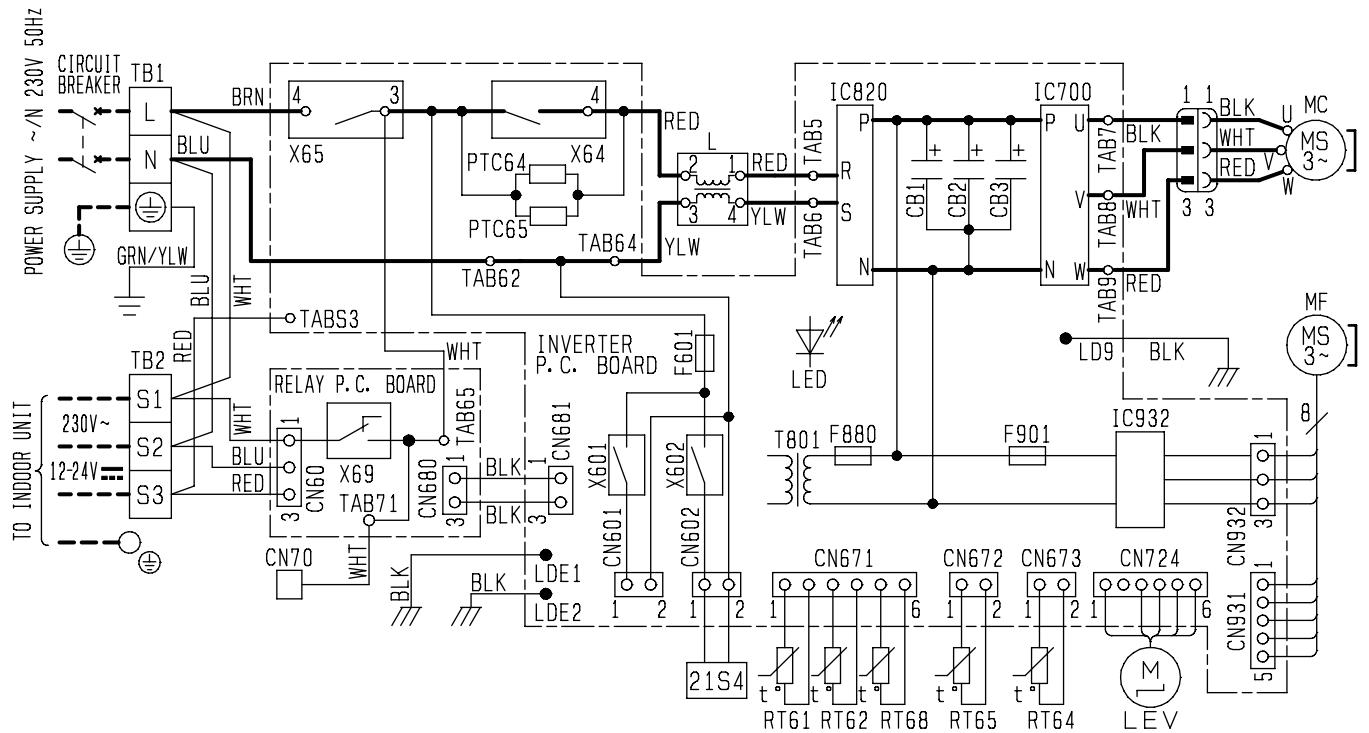 POWER SUPPLY ~/N 230V 50Hz
CIRCUIT
BREAKER
TB1
L
N
BRN
BLU
GRN/YLW
BLU
WHT
RED
4
3
X65
4
X64
PTC64
PTC65
TAB62
TAB64
RED
YLW
L
2
1
3
4
RED
YLW
TAB5
TAB6
IC820
P
R
S
N
+
+
+
CB1
CB2
CB3
IC700
P
U
V
N
W
TAB7
TAB8
TAB9
BLK
WHT
RED
1
1
3
3
BLK
WHT
RED
U
V
W
MC
MS
3~
TABS3
INVERTER
P.C. BOARD
LED
LD9
BLK
MF
MS
3~
8
TB2
S1
S2
S3
TO INDOOR UNIT
230V~
12-24V
WHT
BLU
RED
RELAY P.C. BOARD
WHT
1
3
CN60
X69
TAB71
TAB65
CN680
1
3
BLK
BLK
CN681
1
3
CN70
WHT
BLK
BLK
LDE1
LDE2
F601
X601
X602
CN601
CN602
1
2
1
2
21S4
T801
F880
F901
IC932
CN932
1
3
CN931
1
5
CN671
1
6
CN672
1
2
CN673
1
2
CN724
1
6
t°
t°
t°
t°
t°
RT61
RT62
RT68
RT65
RT64
M
LEV